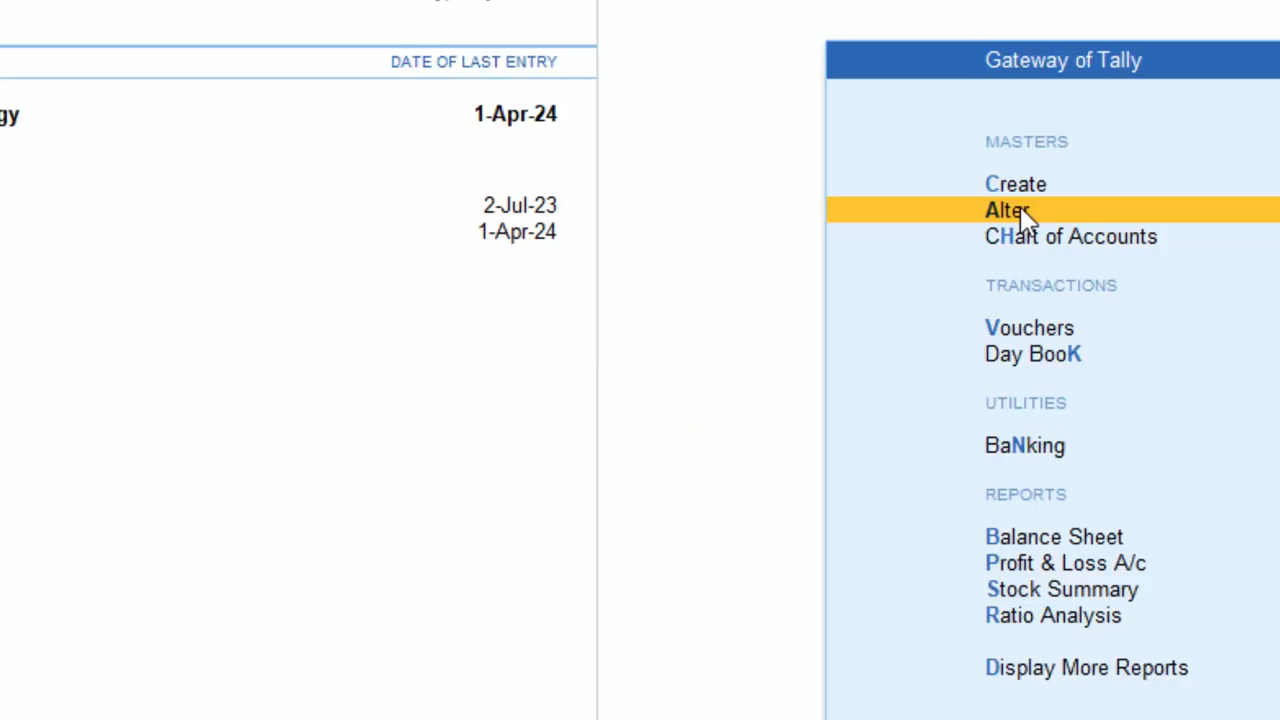 DATE OF LAST ENTRY
gy 1-Apr-24
2-Jul-23
1-Apr-24
Gateway of Tally
MASTERS
Create
Alter
CHart of Accounts
TRANSACTIONS
Vouchers
Day BooK
UTILITIES
BaNking
REPORTS
Balance Sheet
Profit & Loss A/c
Stock Summary
Ratio Analysis
Display More Reports